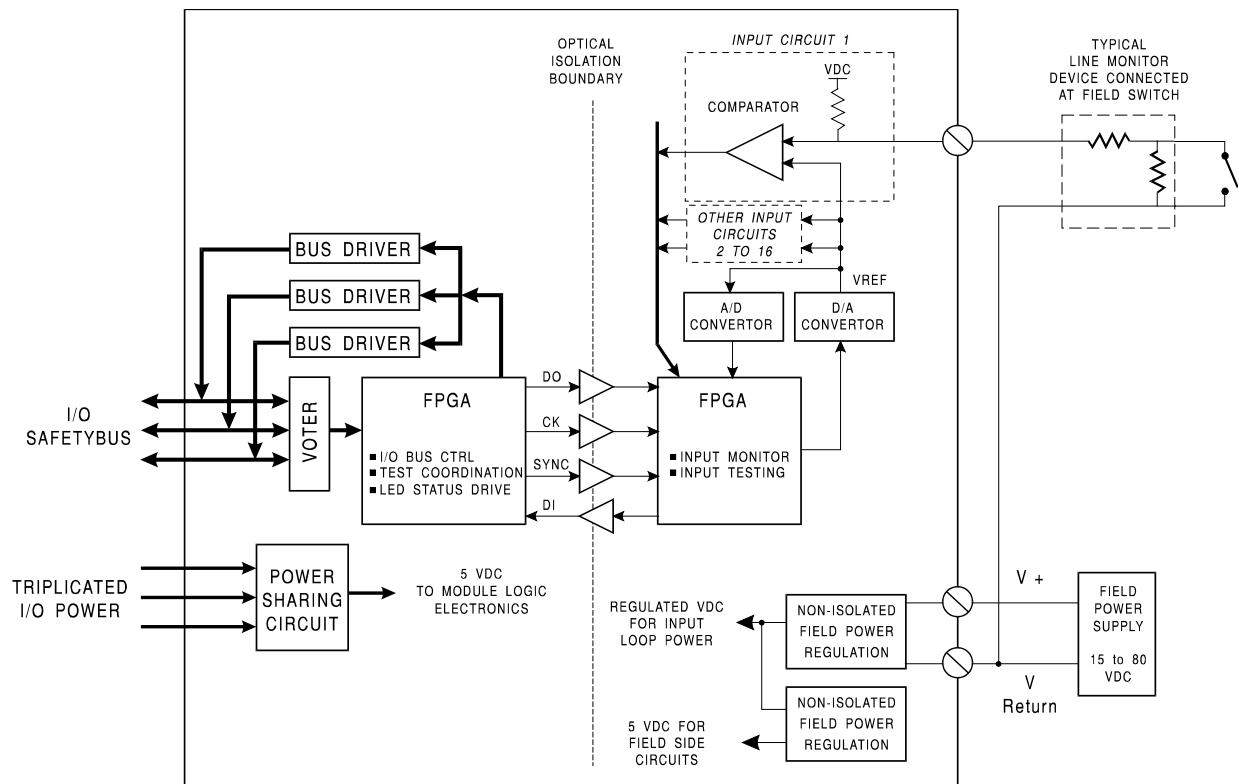 OPTICAL
ISOLATION
BOUNDARY
INPUT CIRCUIT 1
VDC
COMPARATOR
TYPICAL
LINE MONITOR
DEVICE CONNECTED
AT FIELD SWITCH
OTHER INPUT
CIRCUITS
2 TO 16
BUS DRIVER
BUS DRIVER
BUS DRIVER
VREF
A/D
CONVERTOR
D/A
CONVERTOR
I/O
SAFETYBUS
VOTER
FPGA
■ I/O BUS CTRL
■ TEST COORDINATION
■ LED STATUS DRIVE
DO
CK
SYNC
DI
FPGA
■ INPUT MONITOR
■ INPUT TESTING
TRIPLICATED
I/O POWER
POWER
SHARING
CIRCUIT
5 VDC
TO MODULE LOGIC
ELECTRONICS
REGULATED VDC
FOR INPUT
LOOP POWER
NON-ISOLATED
FIELD POWER
REGULATION
V +
V
Return
FIELD
POWER
SUPPLY
15 to 80
VDC
5 VDC FOR
FIELD SIDE
CIRCUITS
NON-ISOLATED
FIELD POWER
REGULATION